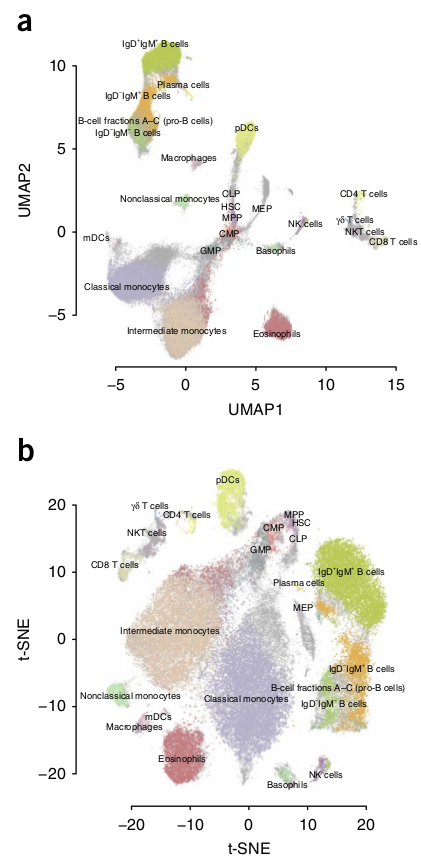 a
IgD⁺IgM⁺ B cells
10
Plasma cells
IgD⁻IgM⁺ B cells
B-cell fractions A–C (pro-B cells)
IgD⁻IgM⁻ B cells
pDCs
5
Macrophages
CLP
CD4 T cells
Nonclassical monocytes
HSC
MEP
MPP
γδ T cells
NK cells
UMAP2
0
mDCs
CMP
NKT cells
CD8 T cells
GMP
Basophils
Classical monocytes
−5
Intermediate monocytes
Eosinophils
−5
0
5
10
15
UMAP1
b
pDCs
20
γδ T cells
CD4 T cells
MPP
HSC
CMP
NKT cells
CLP
GMP
10
CD8 T cells
IgD⁺IgM⁺ B cells
Plasma cells
MEP
Intermediate monocytes
0
t-SNE
IgD⁻IgM⁺ B cells
B-cell fractions A–C (pro-B cells)
Nonclassical monocytes
Classical monocytes
IgD⁻IgM⁻ B cells
−10
mDCs
Macrophages
Eosinophils
−20
NK cells
Basophils
−20
−10
0
10
20
t-SNE